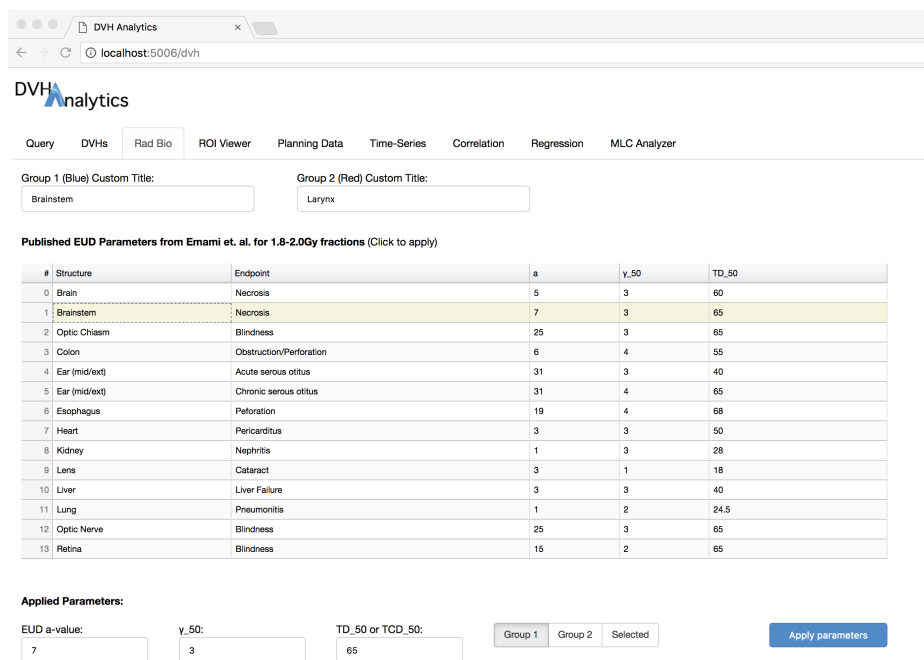 DVH Analytics ×
localhost:5006/dvh
DVH Analytics
Query DVHs Rad Bio ROI Viewer Planning Data Time-Series Correlation Regression MLC Analyzer
Group 1 (Blue) Custom Title: Group 2 (Red) Custom Title:
Brainstem Larynx
Published EUD Parameters from Emami et. al. for 1.8-2.0Gy fractions (Click to apply)
# Structure Endpoint a γ_50 TD_50
0 Brain Necrosis 5 3 60
1 Brainstem Necrosis 7 3 65
2 Optic Chiasm Blindness 25 3 65
3 Colon Obstruction/Perforation 6 4 55
4 Ear (mid/ext) Acute serous otitus 31 3 40
5 Ear (mid/ext) Chronic serous otitus 31 4 65
6 Esophagus Peforation 19 4 68
7 Heart Pericarditus 3 3 50
8 Kidney Nephritis 1 3 28
9 Lens Cataract 3 1 18
10 Liver Liver Failure 3 3 40
11 Lung Pneumonitis 1 2 24.5
12 Optic Nerve Blindness 25 3 65
13 Retina Blindness 15 2 65
Applied Parameters:
EUD a-value: γ_50: TD_50 or TCD_50:
7 3 65 Group 1 Group 2 Selected Apply parameters